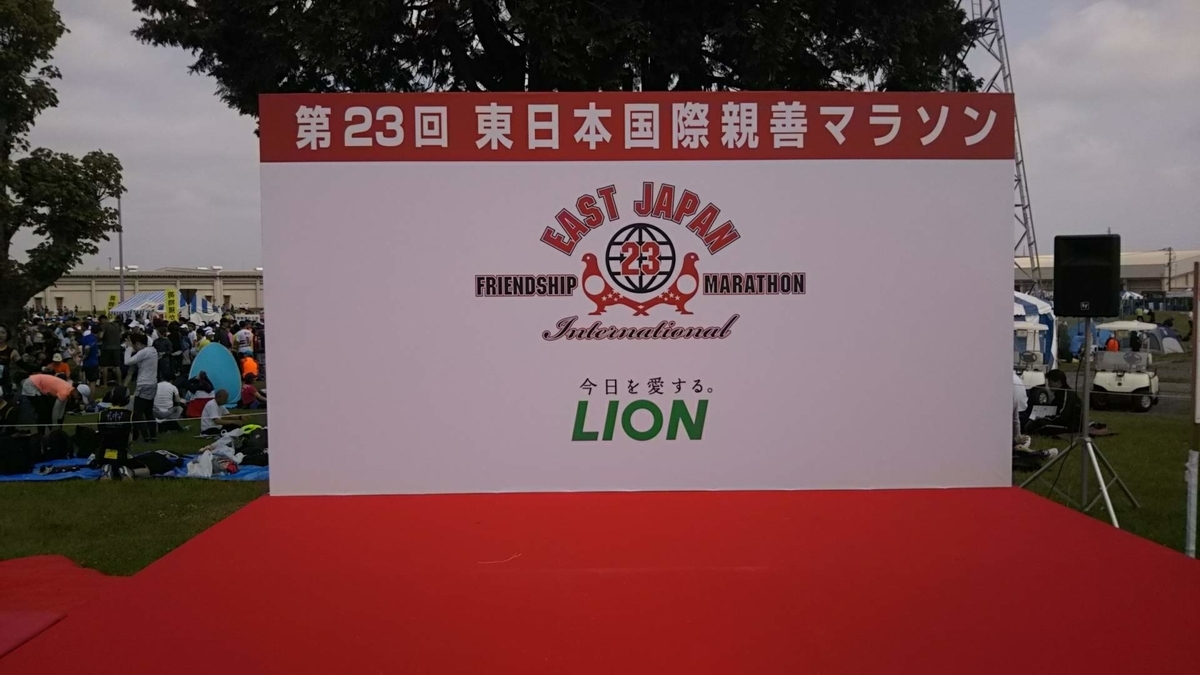 第23回 東日本国際親善マラソン
EAST JAPAN
23
FRIENDSHIP MARATHON
International
今日を愛する。
LION